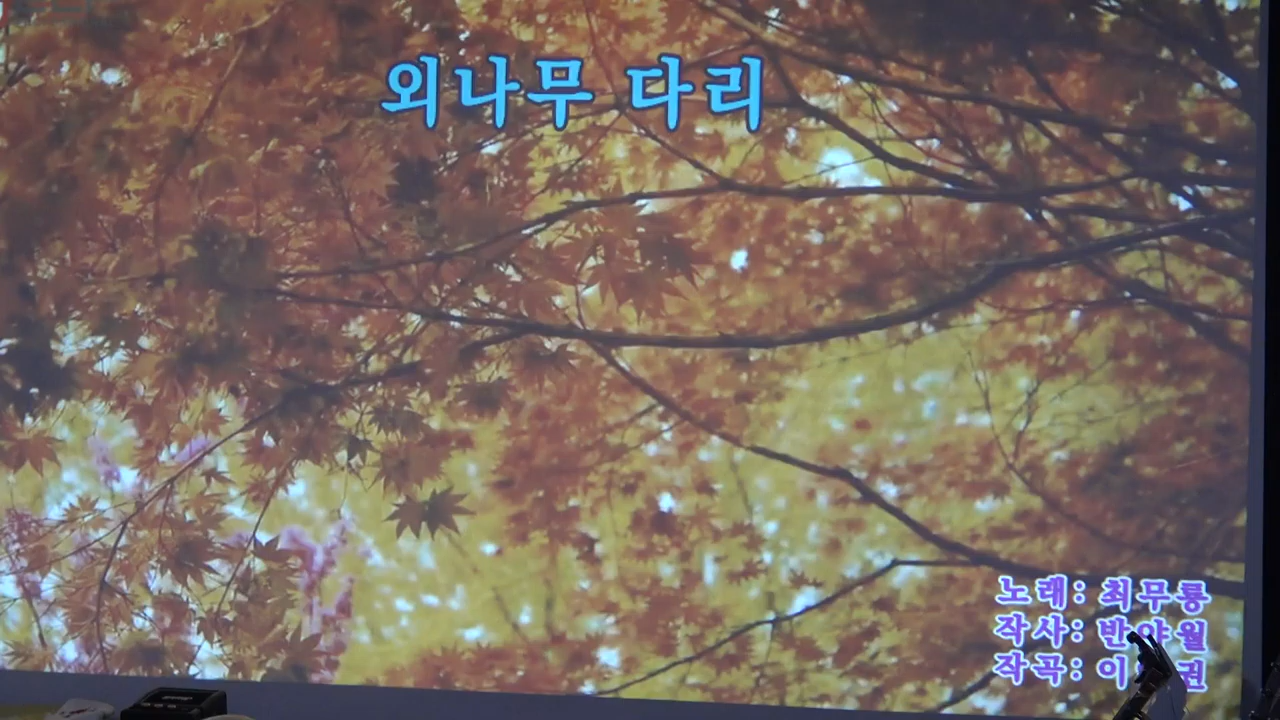 외나무 다리
노래: 최무룡
작사: 반야월
작곡: